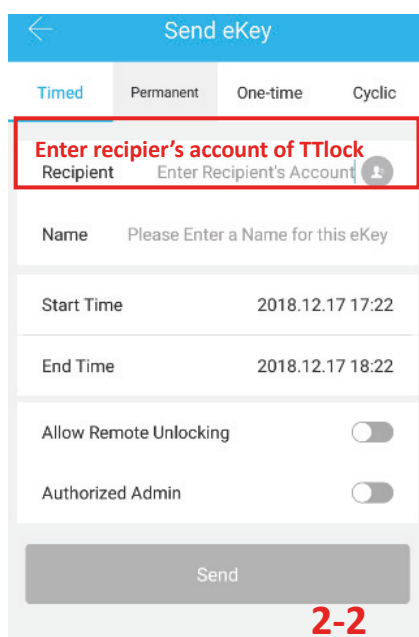 Send eKey
Timed Permanent One-time Cyclic
Enter recipier's account of TTlock
Recipient Enter Recipient's Account
Name Please Enter a Name for this eKey
Start Time 2018.12.17 17:22
End Time 2018.12.17 18:22
Allow Remote Unlocking
Authorized Admin
Send
2-2